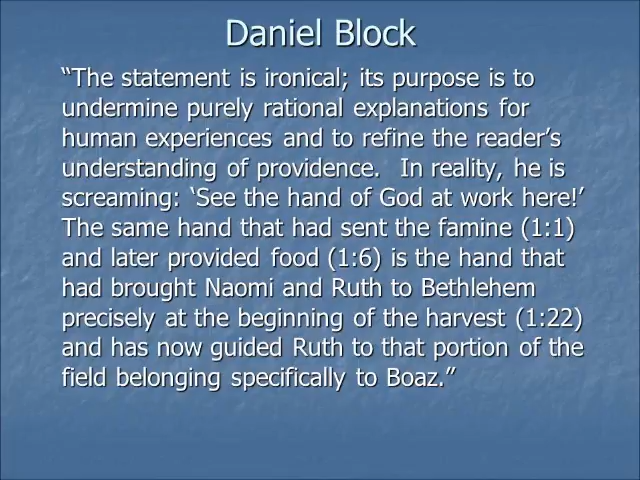 Daniel Block
“The statement is ironical; its purpose is to
undermine purely rational explanations for
human experiences and to refine the reader’s
understanding of providence.  In reality, he is
screaming: ‘See the hand of God at work here!’
The same hand that had sent the famine (1:1)
and later provided food (1:6) is the hand that
had brought Naomi and Ruth to Bethlehem
precisely at the beginning of the harvest (1:22)
and has now guided Ruth to that portion of the
field belonging specifically to Boaz.”